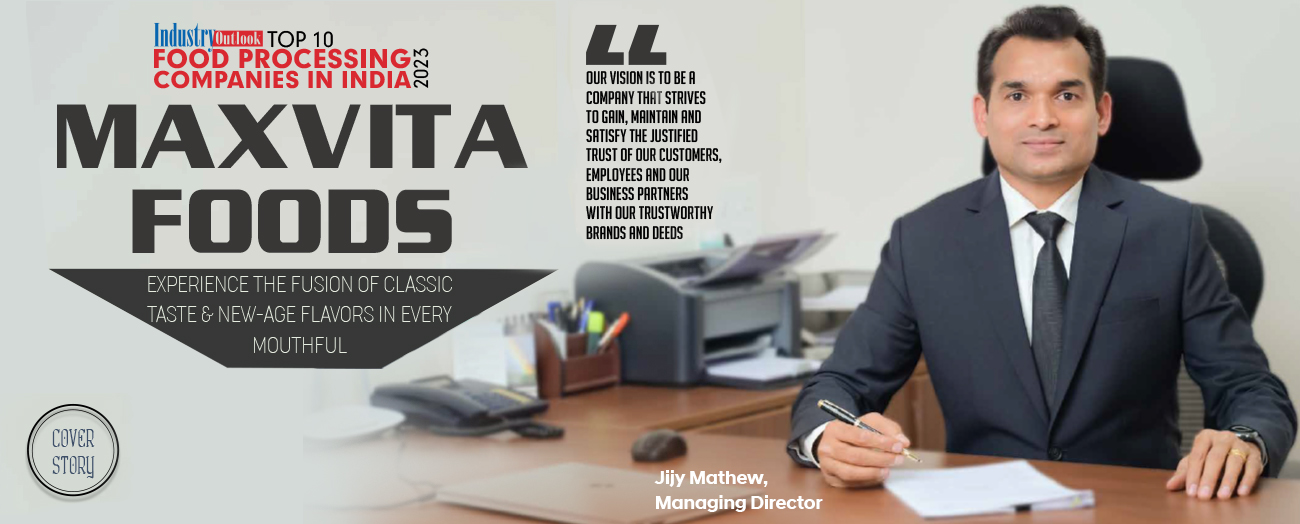 Industry Outlook TOP 10
FOOD PROCESSING
COMPANIES IN INDIA
2023
MAXVITA
FOODS
EXPERIENCE THE FUSION OF CLASSIC
TASTE & NEW-AGE FLAVORS IN EVERY
MOUTHFUL
COVER
STORY
“
OUR VISION IS TO BE A
COMPANY THAT STRIVES
TO GAIN, MAINTAIN AND
SATISFY THE JUSTIFIED
TRUST OF OUR CUSTOMERS,
EMPLOYEES AND OUR
BUSINESS PARTNERS
WITH OUR TRUSTWORTHY
BRANDS AND DEEDS
Jijy Mathew,
Managing Director